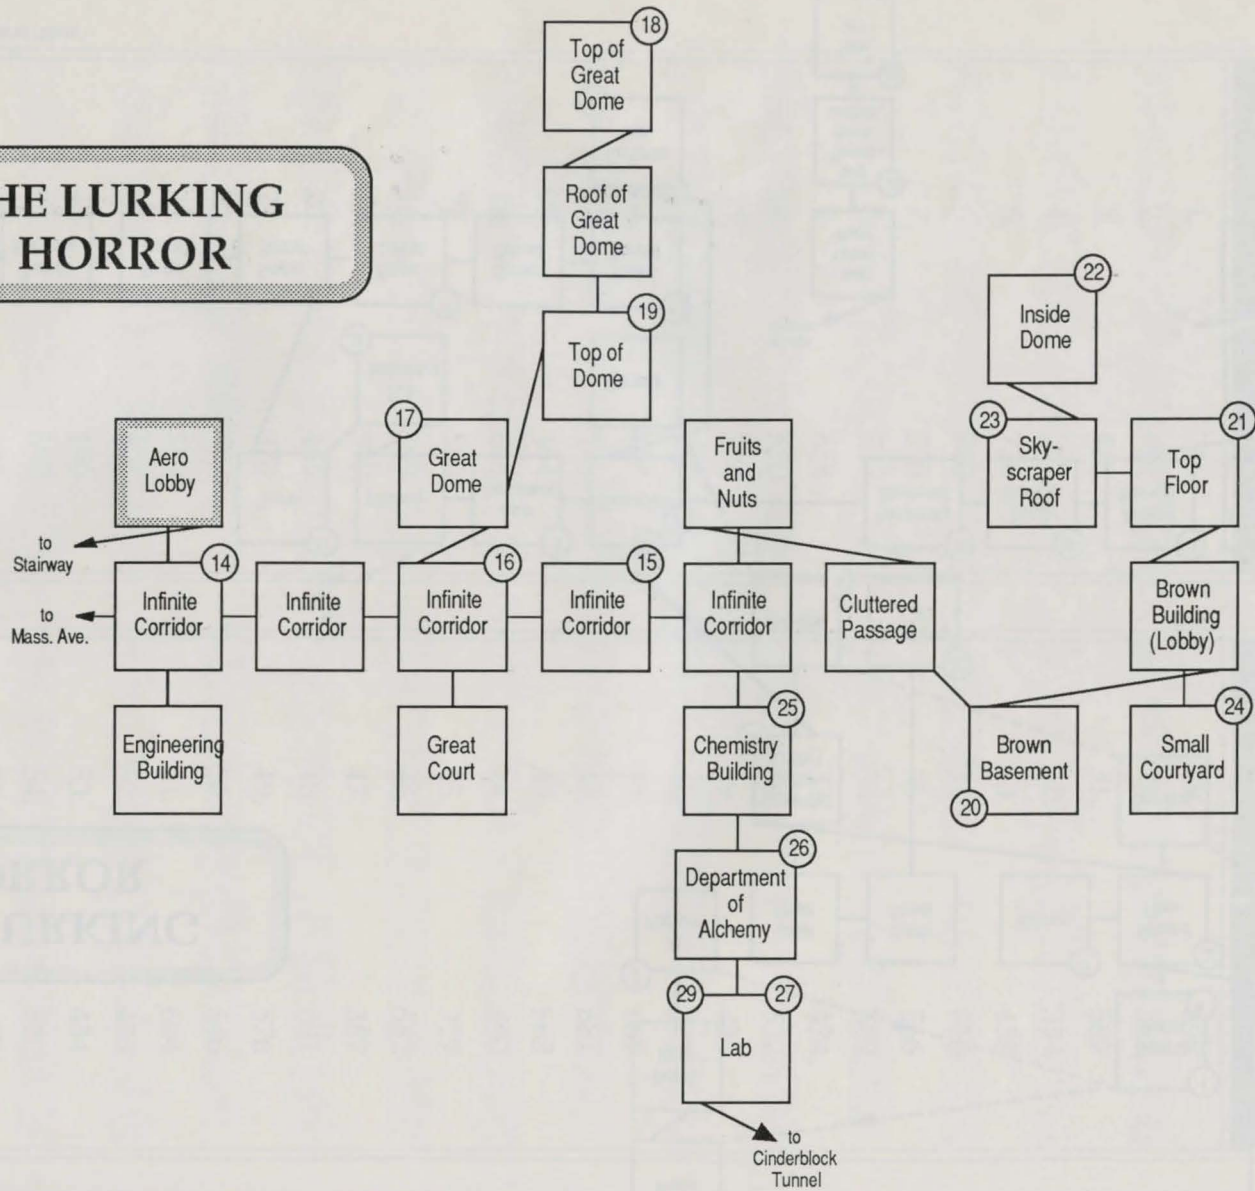 HE LURKING
HORROR
18
Top of
Great
Dome
Roof of
Great
Dome
19
Top of
Dome
22
Inside
Dome
Aero
Lobby
17
Great
Dome
Fruits
and
Nuts
23
Sky-
scraper
Roof
21
Top
Floor
to
Stairway
to
Mass. Ave.
14
Infinite
Corridor
Infinite
Corridor
16
Infinite
Corridor
15
Infinite
Corridor
Infinite
Corridor
Cluttered
Passage
Brown
Building
(Lobby)
Engineering
Building
Great
Court
25
Chemistry
Building
Brown
Basement
20
24
Small
Courtyard
26
Department
of
Alchemy
29
27
Lab
to
Cinderblock
Tunnel